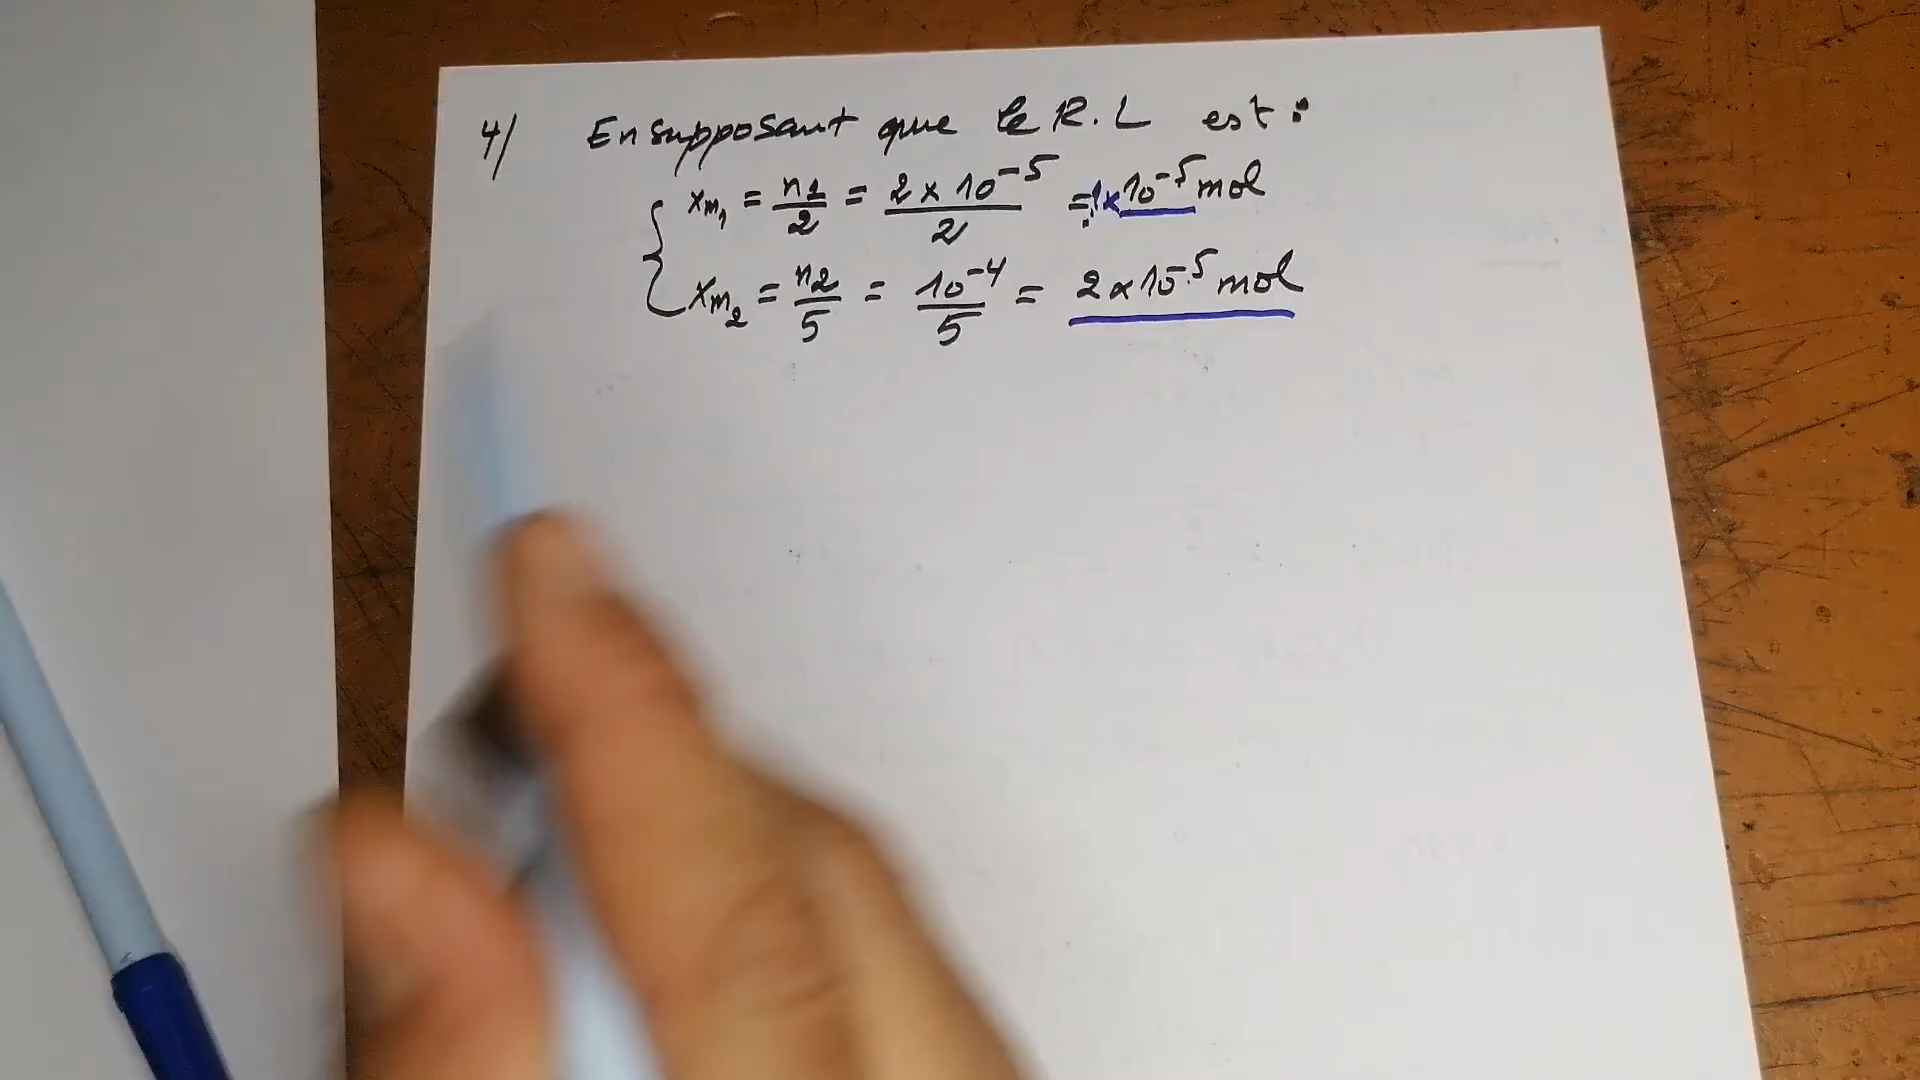 4/ En supposant que le R.L est :
xm1 = n1/2 = 2 × 10^-5/2 = 1×10^-5 mol
xm2 = n2/5 = 10^-4/5 = 2 × 10^-5 mol